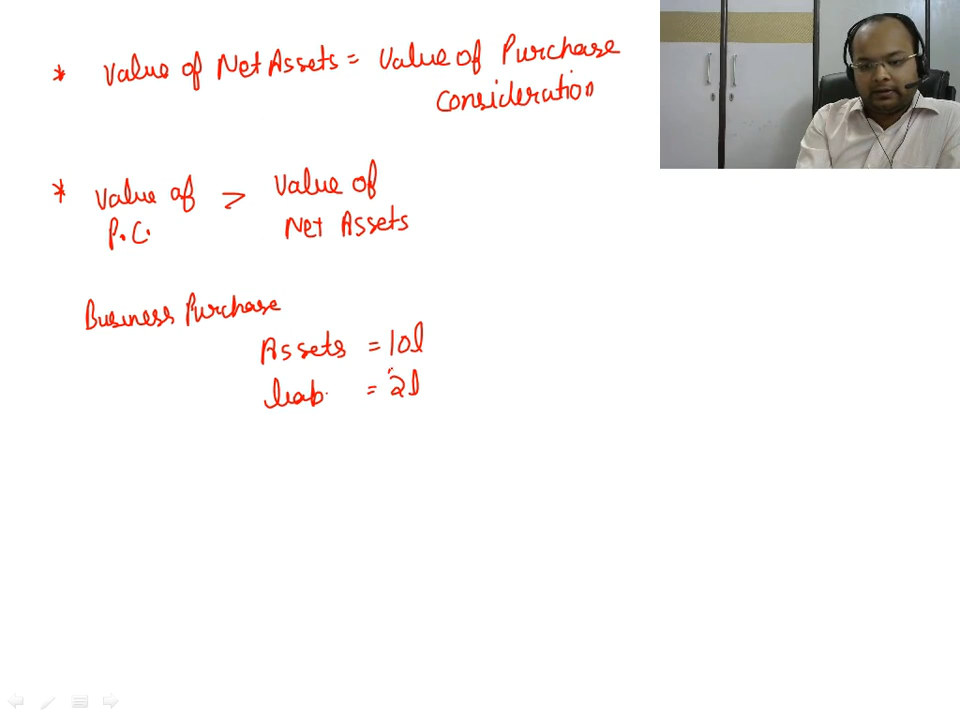 * Value of Net Assets = Value of Purchase
Consideration
* Value of > Value of
P.C. Net Assets
Business Purchase
Assets = 10l
Liab. = 2l